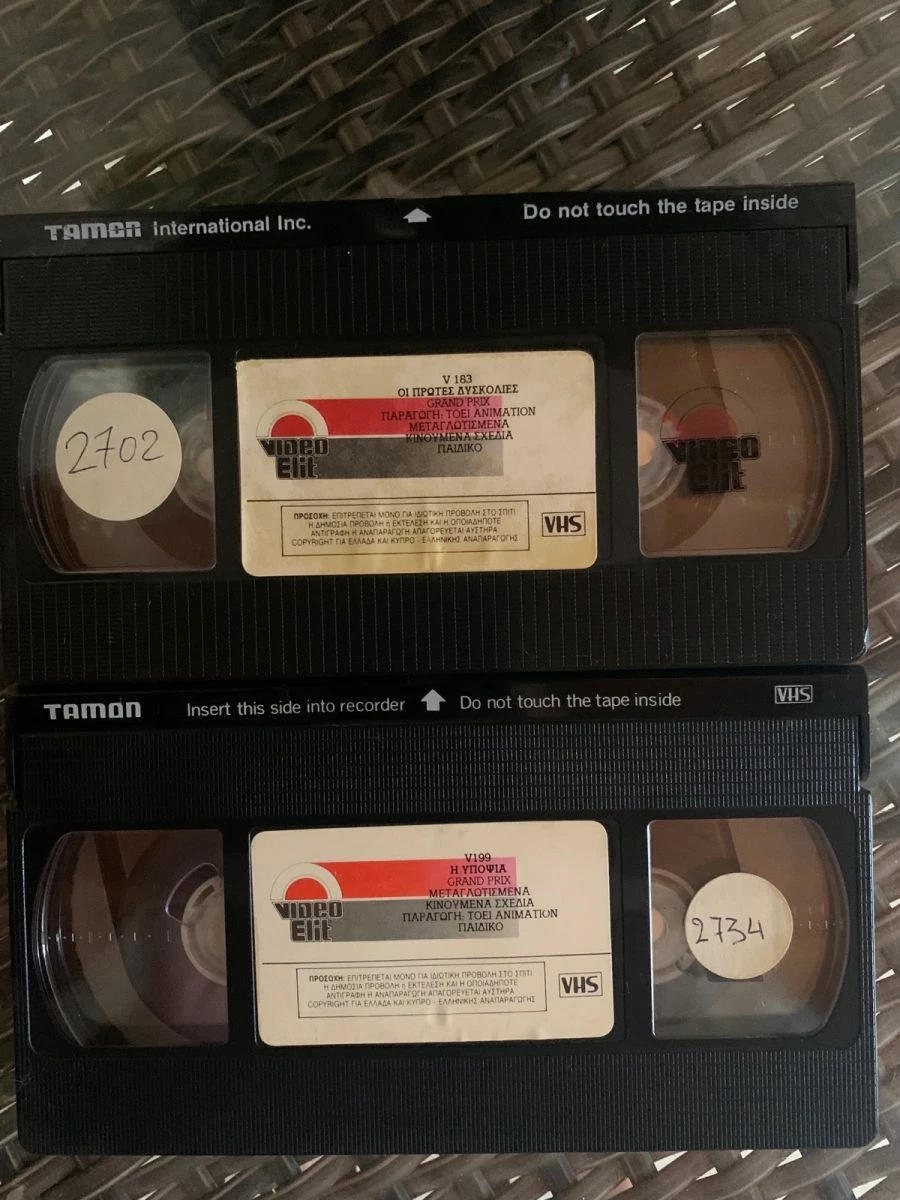 TAMON international Inc.
Do not touch the tape inside
2702
V 183
ΟΙ ΠΡΩΤΕΣ ΔΥΣΚΟΛΙΕΣ
GRAND PRIX
ΠΑΡΑΓΩΓΗ: TOEI ANIMATION
ΜΕΤΑΓΛΩΤΙΣΜΕΝΑ
ΚΙΝΟΥΜΕΝΑ ΣΧΕΔΙΑ
ΠΑΙΔΙΚΟ
VIDEO
Elit
ΠΡΟΣΟΧΗ: ΕΠΙΤΡΕΠΕΤΑΙ ΜΟΝΟ ΓΙΑ ΙΔΙΩΤΙΚΗ ΠΡΟΒΟΛΗ ΣΤΟ ΣΠΙΤΙ
Η ΔΗΜΟΣΙΑ ΠΡΟΒΟΛΗ ή ΕΚΤΕΛΕΣΗ ΚΑΙ Η ΟΠΟΙΑΔΗΠΟΤΕ
ΑΝΤΙΓΡΑΦΗ Η ΑΝΑΠΑΡΑΓΩΓΗ ΑΠΑΓΟΡΕΥΕΤΑΙ ΑΥΣΤΗΡΑ
COPYRIGHT ΓΙΑ ΕΛΛΑΔΑ ΚΑΙ ΚΥΠΡΟ - ΕΛΛΗΝΙΚΗΣ ΑΝΑΠΑΡΑΓΩΓΗΣ
VHS
VIDEO
Elit
TAMON
Insert this side into recorder
Do not touch the tape inside
VHS
V199
Η ΥΠΟΨΙΑ
GRAND PRIX
ΜΕΤΑΓΛΩΤΙΣΜΕΝΑ
ΚΙΝΟΥΜΕΝΑ ΣΧΕΔΙΑ
ΠΑΡΑΓΩΓΗ: TOEI ANIMATION
ΠΑΙΔΙΚΟ
VIDEO
Elit
ΠΡΟΣΟΧΗ: ΕΠΙΤΡΕΠΕΤΑΙ ΜΟΝΟ ΓΙΑ ΙΔΙΩΤΙΚΗ ΠΡΟΒΟΛΗ ΣΤΟ ΣΠΙΤΙ
Η ΔΗΜΟΣΙΑ ΠΡΟΒΟΛΗ ή ΕΚΤΕΛΕΣΗ ΚΑΙ Η ΟΠΟΙΑΔΗΠΟΤΕ
ΑΝΤΙΓΡΑΦΗ Η ΑΝΑΠΑΡΑΓΩΓΗ ΑΠΑΓΟΡΕΥΕΤΑΙ ΑΥΣΤΗΡΑ
COPYRIGHT ΓΙΑ ΕΛΛΑΔΑ ΚΑΙ ΚΥΠΡΟ - ΕΛΛΗΝΙΚΗΣ ΑΝΑΠΑΡΑΓΩΓΗΣ
VHS
2734